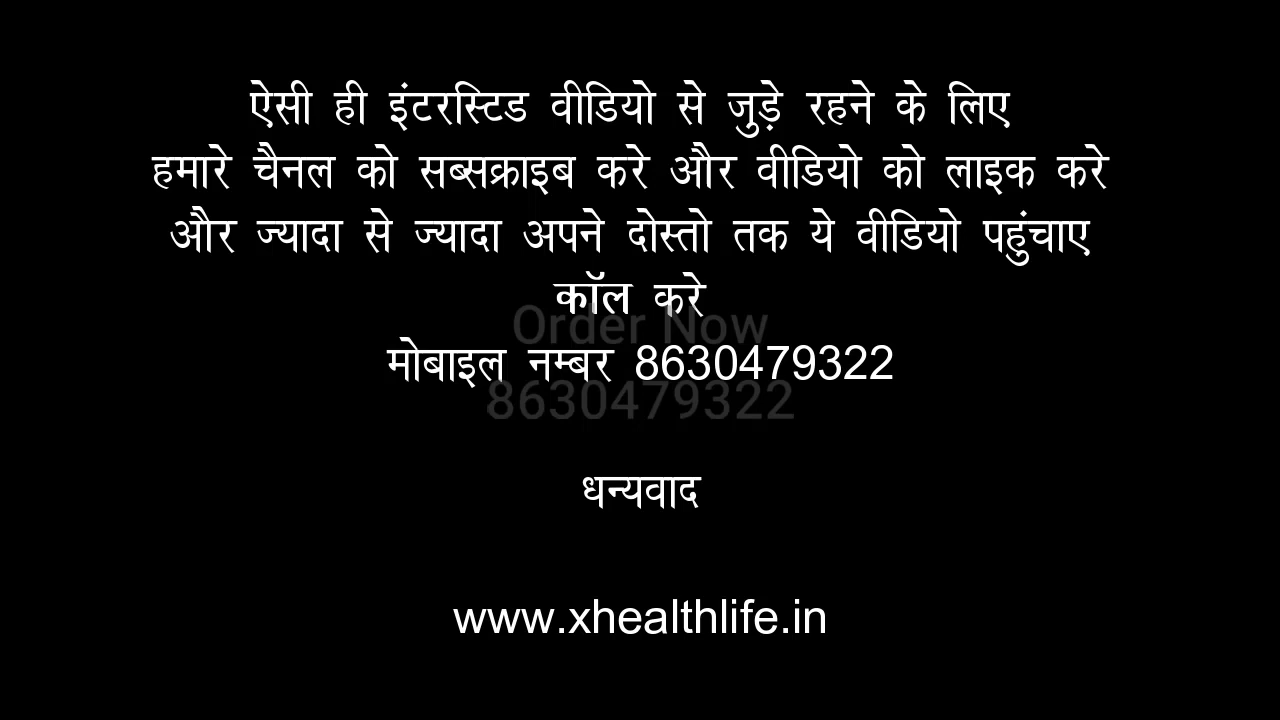 ऐसी ही इंटरस्टिड वीडियो से जुड़े रहने के लिए
हमारे चैनल को सब्सक्राइब करे और वीडियो को लाइक करे
और ज्यादा से ज्यादा अपने दोस्तो तक ये वीडियो पहुंचाए
कॉल करे
Order Now
मोबाइल नम्बर 8630479322
8630479322
धन्यवाद
www.xhealthlife.in